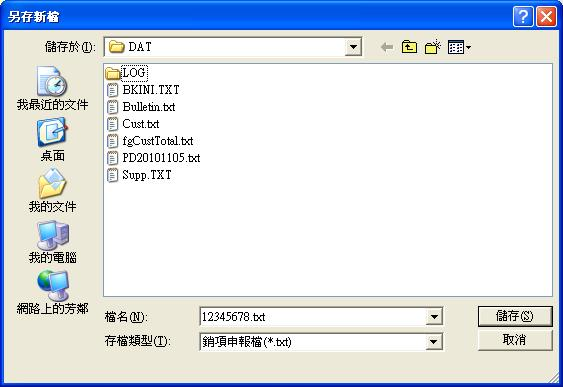 另存新檔
儲存於(I):
DAT
我最近的文件
桌面
我的文件
我的電腦
網路上的芳鄰
LOG
BKINI.TXT
Bulletin.txt
Cust.txt
fgCustTotal.txt
PD20101105.txt
Supp.TXT
檔名(N):
12345678.txt
儲存(S)
存檔類型(T):
銷項申報檔(*.txt)
取消